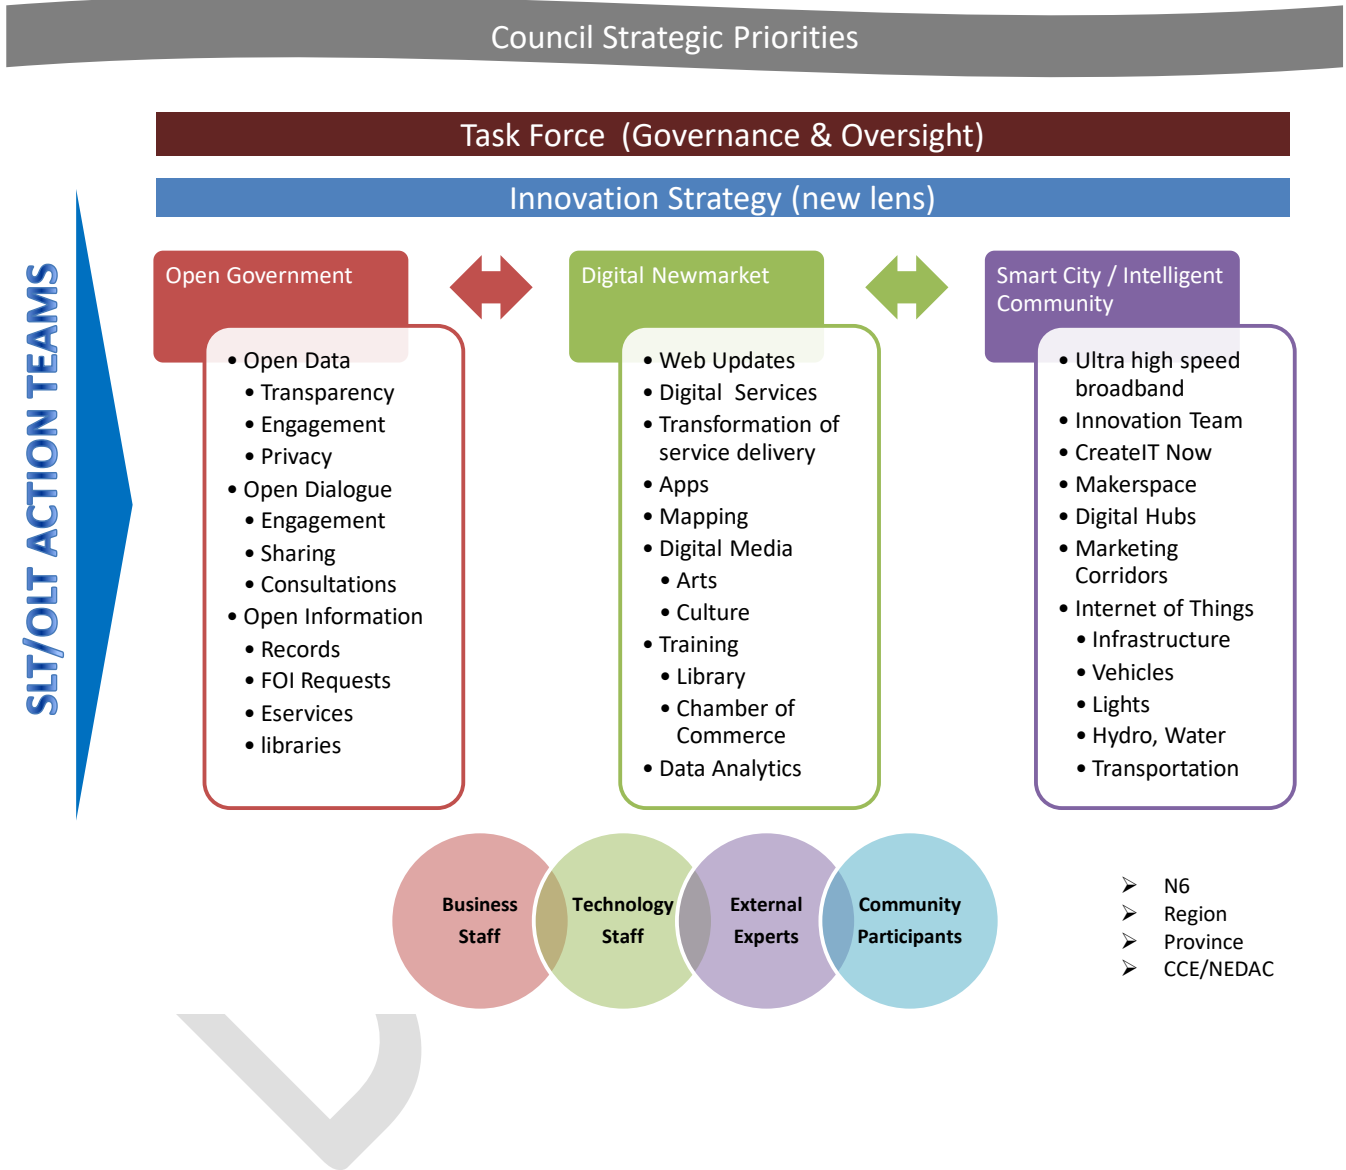 Council Strategic Priorities
Task Force (Governance & Oversight)
Innovation Strategy (new lens)
SLT/OLT ACTION TEAMS
Open Government
• Open Data
• Transparency
• Engagement
• Privacy
• Open Dialogue
• Engagement
• Sharing
• Consultations
• Open Information
• Records
• FOI Requests
• Eservices
• libraries
Digital Newmarket
• Web Updates
• Digital Services
• Transformation of
service delivery
• Apps
• Mapping
• Digital Media
• Arts
• Culture
• Training
• Library
• Chamber of
Commerce
• Data Analytics
Smart City / Intelligent
Community
• Ultra high speed
broadband
• Innovation Team
• CreateIT Now
• Makerspace
• Digital Hubs
• Marketing
Corridors
• Internet of Things
• Infrastructure
• Vehicles
• Lights
• Hydro, Water
• Transportation
Business
Staff
Technology
Staff
External
Experts
Community
Participants
➢ N6
➢ Region
➢ Province
➢ CCE/NEDAC